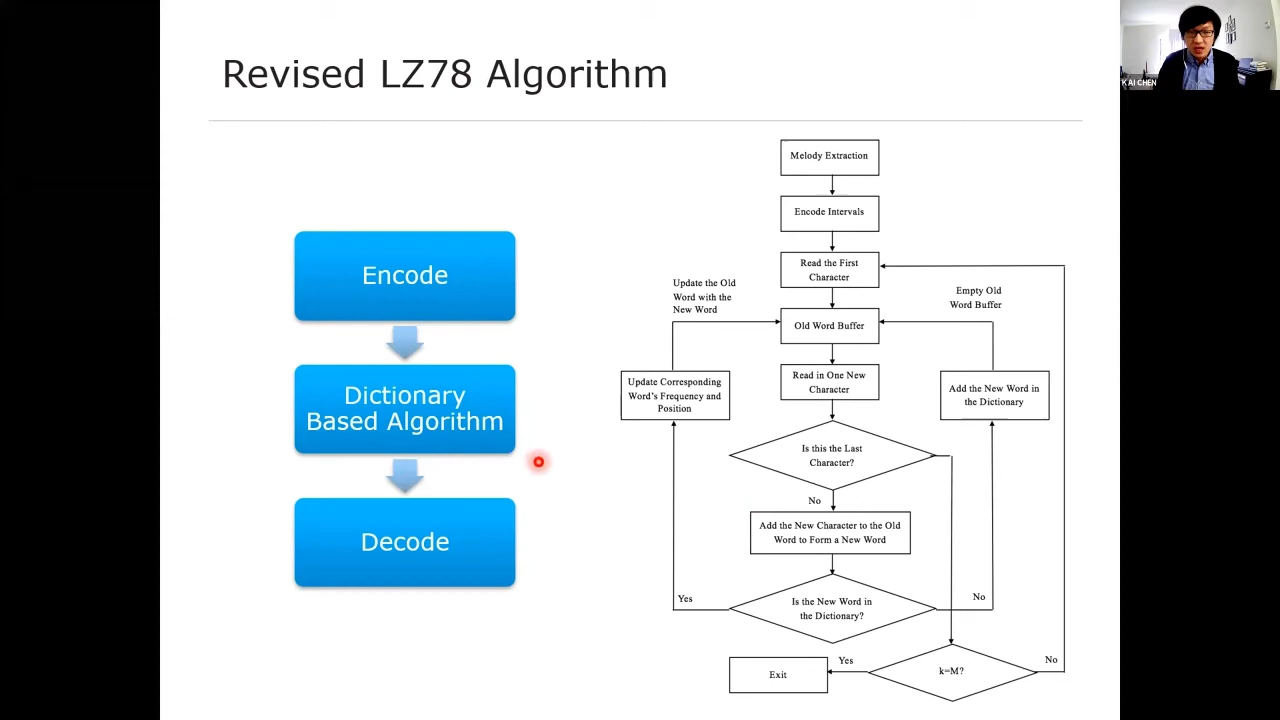 Revised LZ78 Algorithm
KAI CHEN
Encode
Dictionary
Based Algorithm
Decode
Melody Extraction
Encode Intervals
Read the First
Character
Update the Old
Word with the
New Word
Empty Old
Word Buffer
Old Word Buffer
Read in One New
Character
Update Corresponding
Word's Frequency and
Position
Add the New Word in
the Dictionary
Is this the Last
Character?
No
Add the New Character to the Old
Word to Form a New Word
Is the New Word in
the Dictionary?
Yes
No
k=M?
Yes
No
Exit